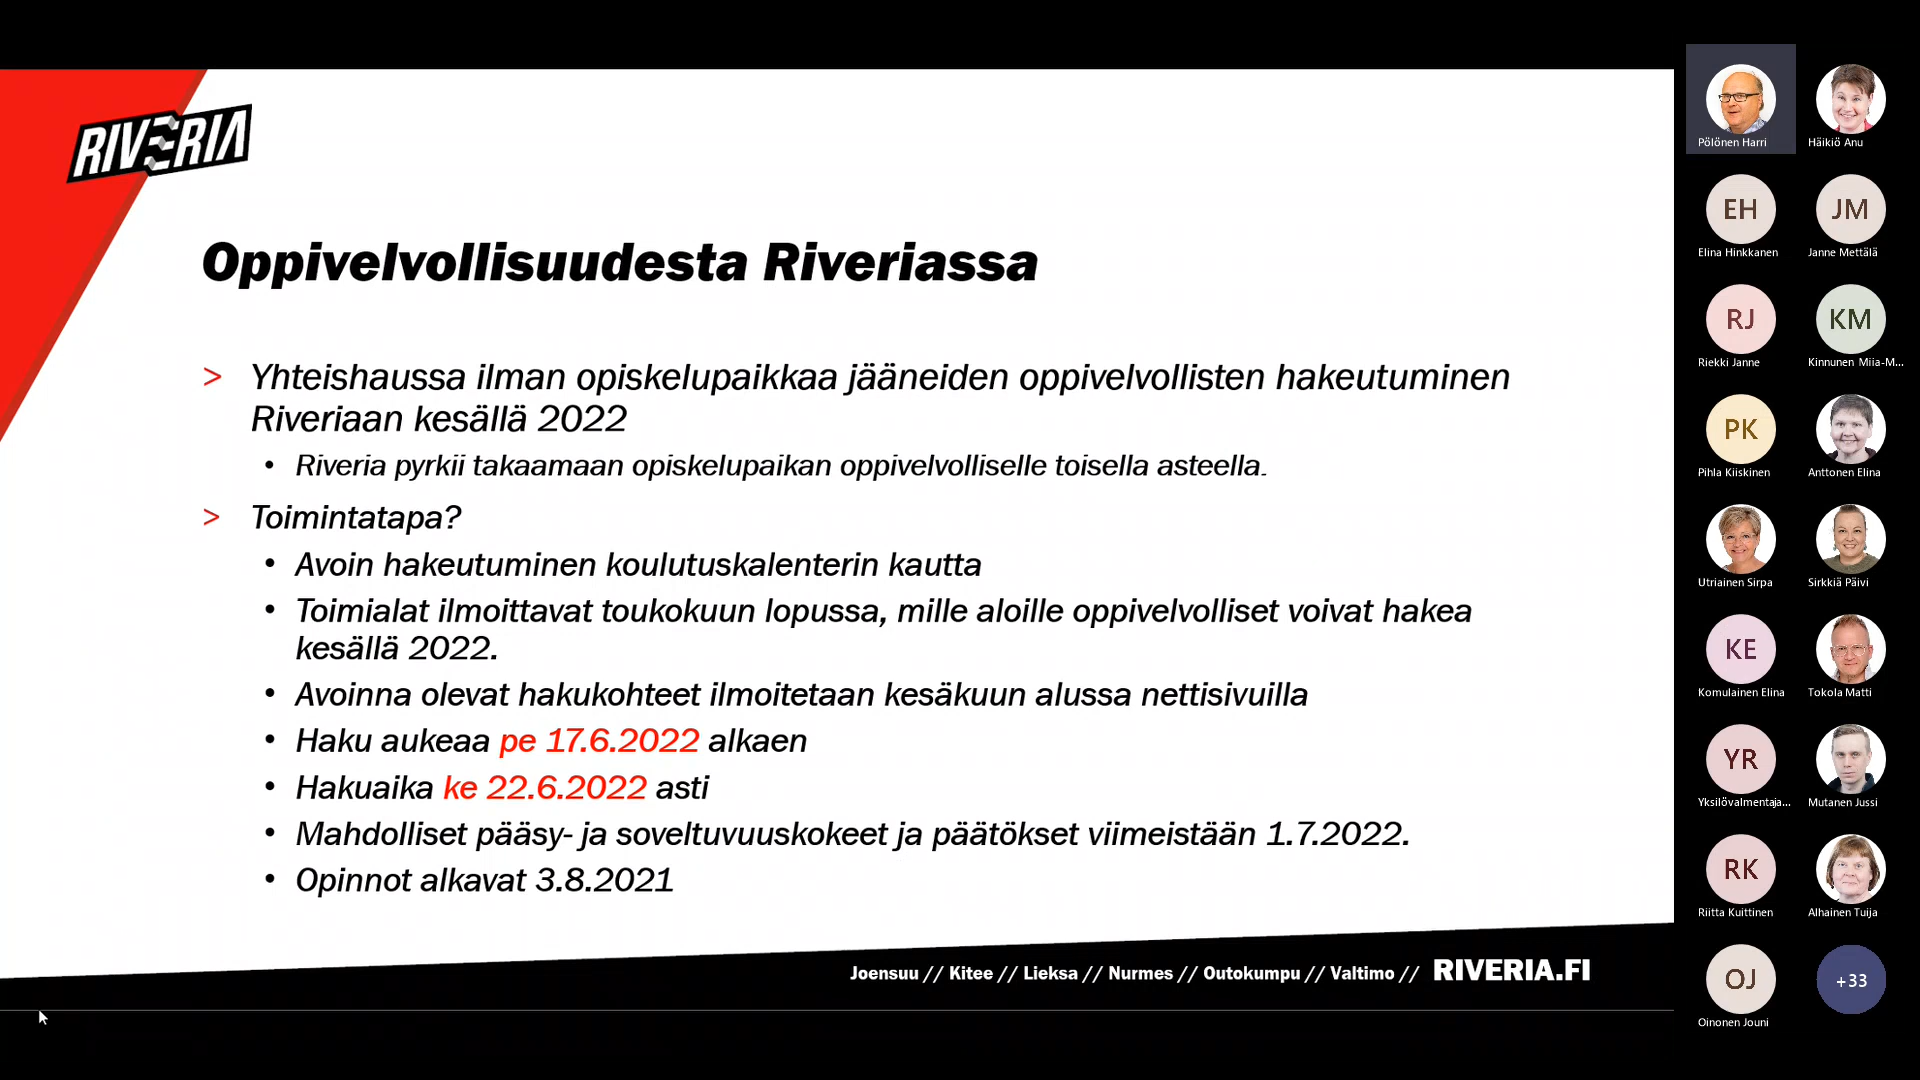 RIVERIA
Oppivelvollisuudesta Riveriassa
> Yhteishaussa ilman opiskelupaikkaa jääneiden oppivelvollisten hakeutuminen
Riveriaan kesällä 2022
• Riveria pyrkii takaamaan opiskelupaikan oppivelvolliselle toisella asteella.
> Toimintatapa?
• Avoin hakeutuminen koulutuskalenterin kautta
• Toimialat ilmoittavat toukokuun lopussa, mille aloille oppivelvolliset voivat hakea
kesällä 2022.
• Avoinna olevat hakukohteet ilmoitetaan kesäkuun alussa nettisivuilla
• Haku aukeaa pe 17.6.2022 alkaen
• Hakuaika ke 22.6.2022 asti
• Mahdolliset pääsy- ja soveltuvuuskokeet ja päätökset viimeistään 1.7.2022.
• Opinnot alkavat 3.8.2021
Joensuu // Kitee // Lieksa // Nurmes // Outokumpu // Valtimo // RIVERIA.FI
Pölönen Harri
Häikiö Anu
EH
Elina Hinkkanen
JM
Janne Mettälä
RJ
Riekki Janne
KM
Kinnunen Miia-M...
PK
Pihla Kiiskinen
Anttonen Elina
Utriainen Sirpa
Sirkkiä Päivi
KE
Komulainen Elina
Tokola Matti
YR
Yksilövalmentaja...
Mutanen Jussi
RK
Riitta Kuittinen
Alhainen Tuija
OJ
Oinonen Jouni
+33